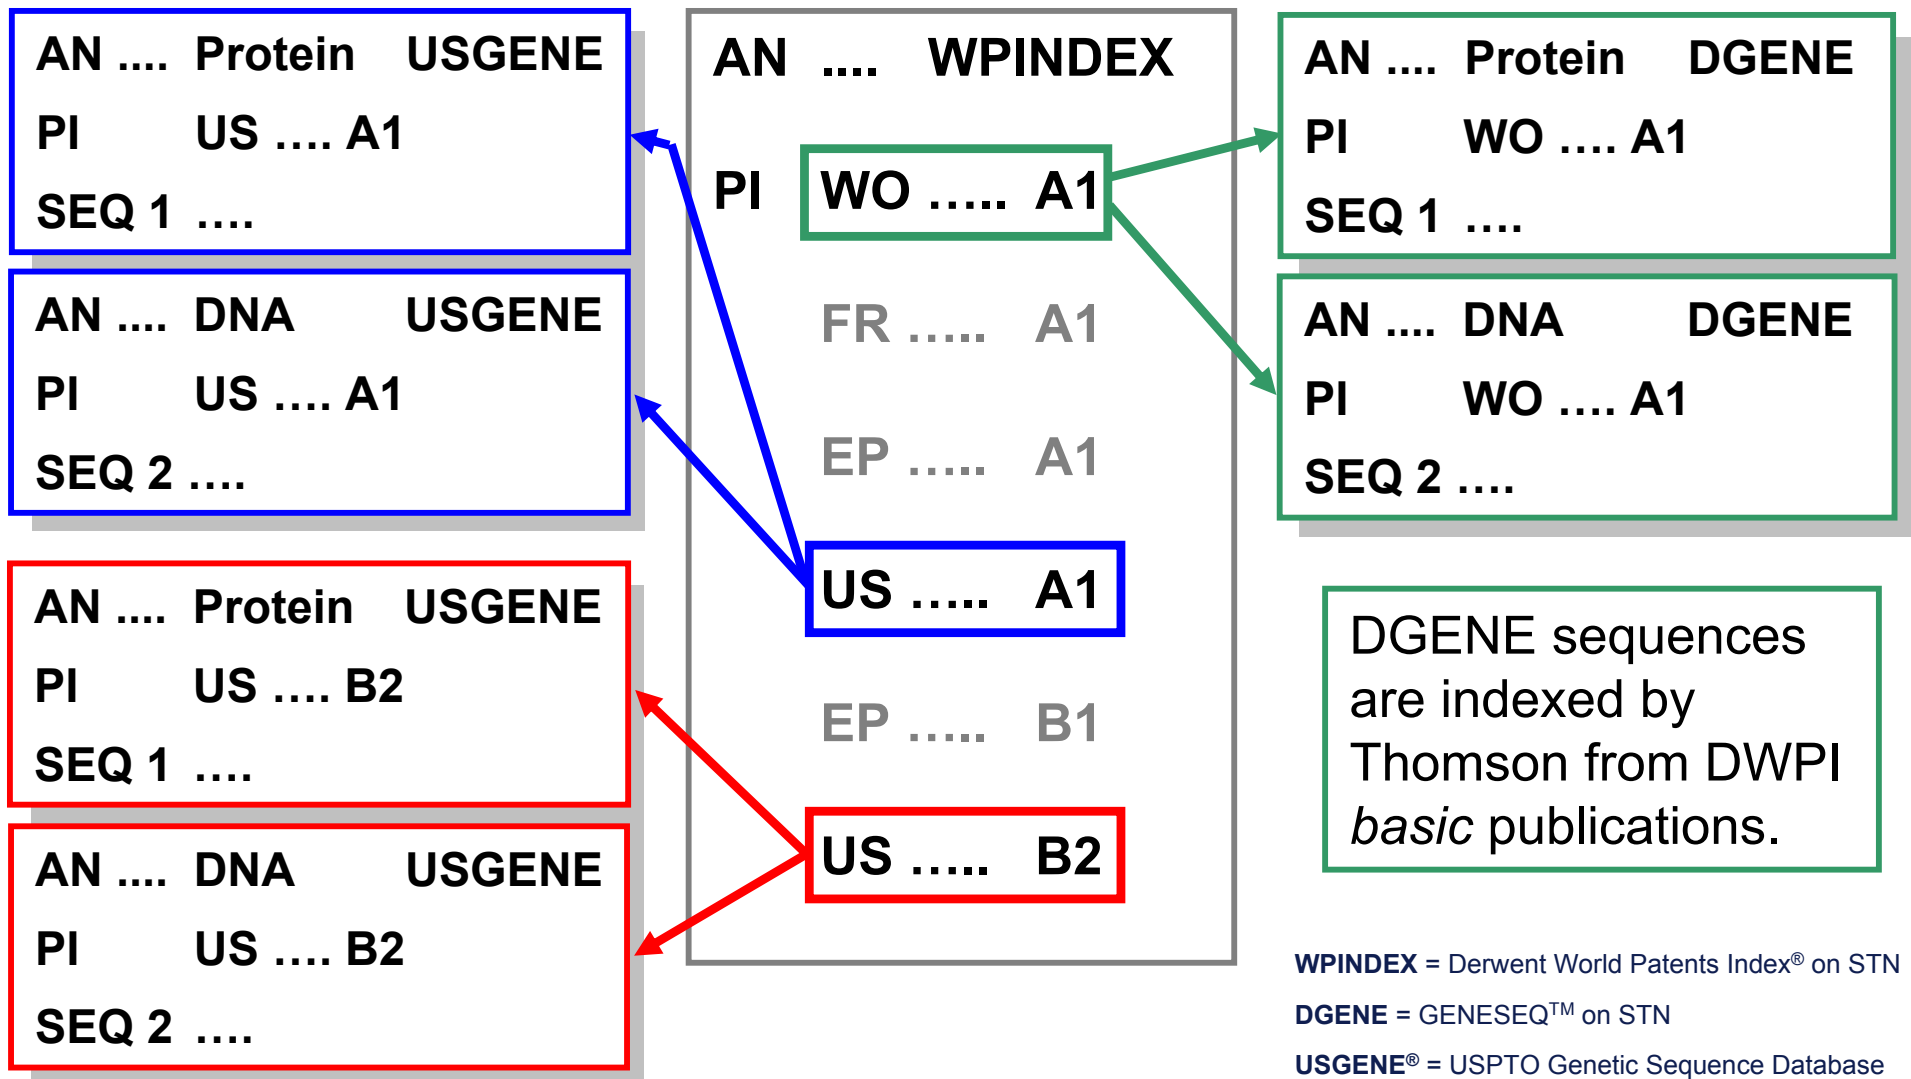 AN .... Protein USGENE
PI US .... A1
SEQ 1 ....
AN .... DNA USGENE
PI US .... A1
SEQ 2 ....
AN .... Protein USGENE
PI US .... B2
SEQ 1 ....
AN .... DNA USGENE
PI US .... B2
SEQ 2 ....
AN .... WPINDEX
PI WO ..... A1
FR ..... A1
EP ..... A1
US ..... A1
EP ..... B1
US ..... B2
AN .... Protein DGENE
PI WO .... A1
SEQ 1 ....
AN .... DNA DGENE
PI WO .... A1
SEQ 2 ....
DGENE sequences
are indexed by
Thomson from DWPI
basic publications.
WPINDEX = Derwent World Patents Index® on STN
DGENE = GENESEQ™ on STN
USGENE® = USPTO Genetic Sequence Database